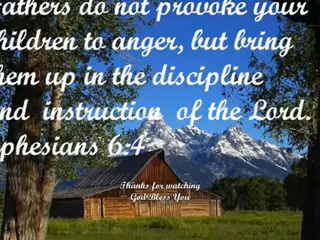 athers do not provoke your
hildren to anger, but bring
hem up in the discipline
nd instruction of the Lord.
phesians 6:4
Thanks for watching
God Bless You